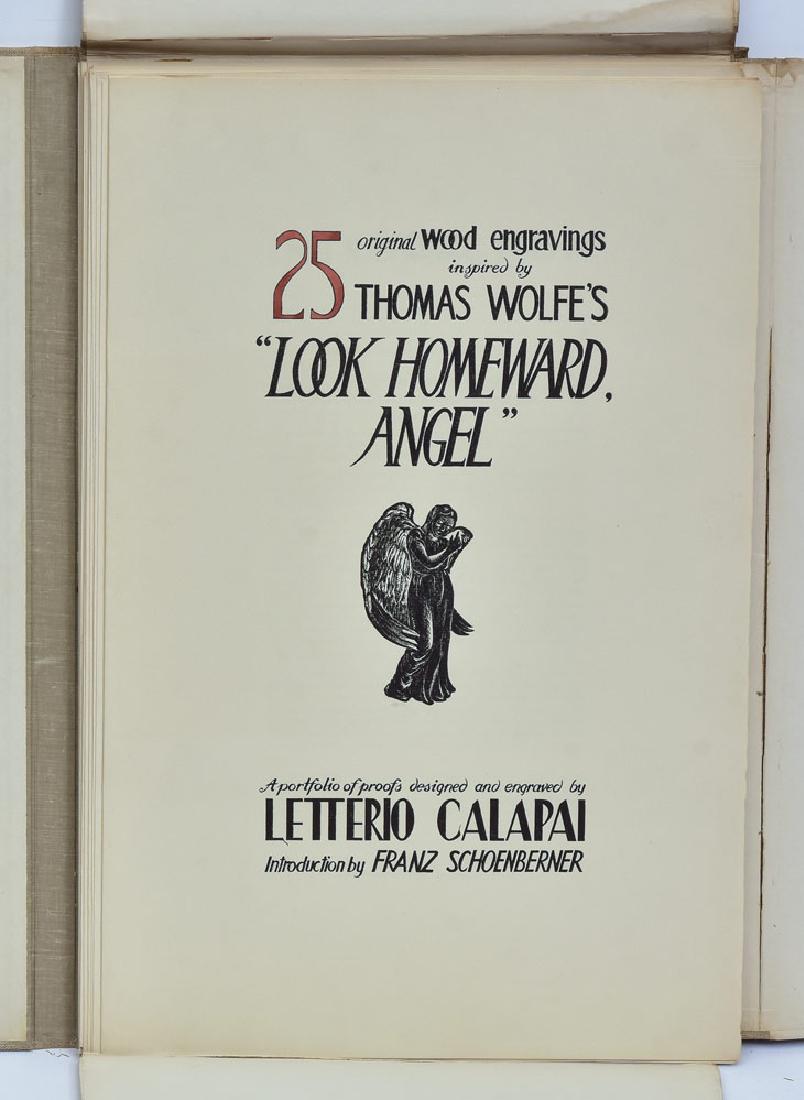 25 original wood engravings
inspired by
THOMAS WOLFE'S
“LOOK HOMEWARD,
ANGEL”
A portfolio of proofs designed and engraved by
LETTERIO CALAPAI
Introduction by FRANZ SCHOENBERNER